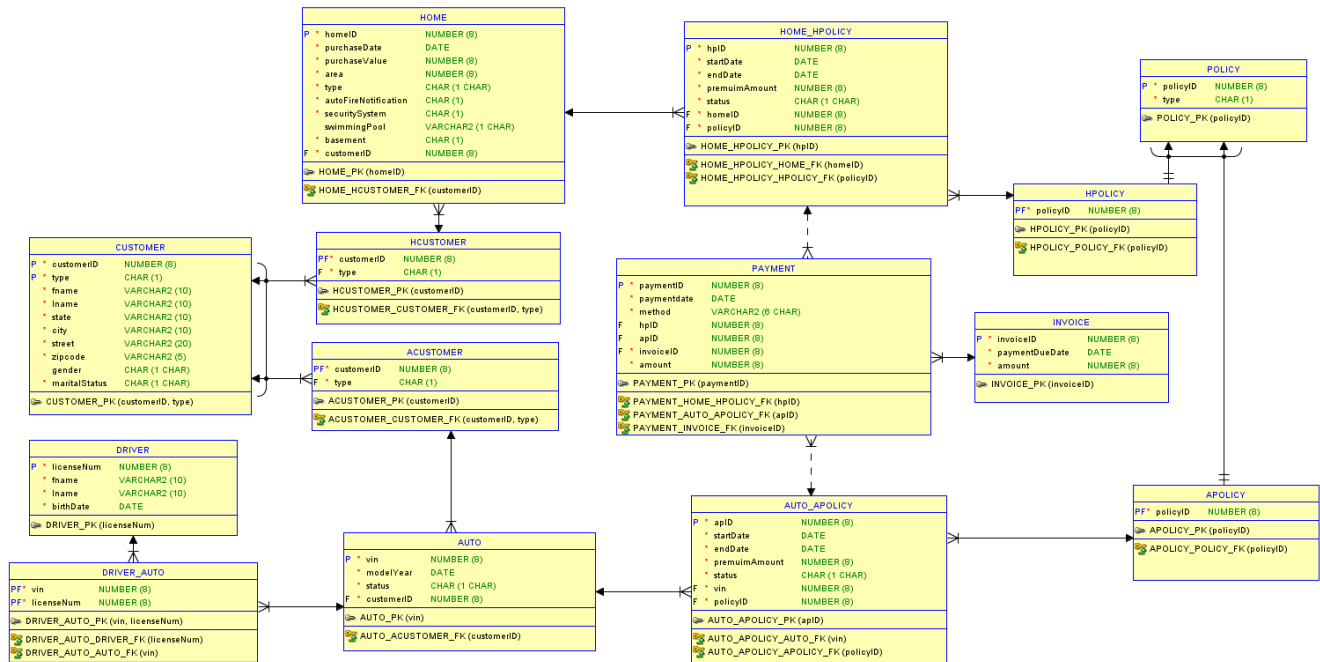 HOME
P * homeID NUMBER (8)
* purchaseDate DATE
* purchaseValue NUMBER (8)
* area NUMBER (8)
* type CHAR (1 CHAR)
* autoFireNotification CHAR (1)
* securitySystem CHAR (1)
swimmingPool VARCHAR2 (1 CHAR)
* basement CHAR (1)
F * customerID NUMBER (8)
HOME_PK (homeID)
HOME_HCUSTOMER_FK (customerID)
HOME_HPOLICY
P * hpID NUMBER (8)
* startDate DATE
* endDate DATE
* premuimAmount NUMBER (8)
* status CHAR (1 CHAR)
F * homeID NUMBER (8)
F * policyID NUMBER (8)
HOME_HPOLICY_PK (hpID)
HOME_HPOLICY_HOME_FK (homeID)
HOME_HPOLICY_HPOLICY_FK (policyID)
POLICY
P * policyID NUMBER (8)
* type CHAR (1)
POLICY_PK (policyID)
HPOLICY
PF* policyID NUMBER (8)
HPOLICY_PK (policyID)
HPOLICY_POLICY_FK (policyID)
CUSTOMER
P * customerID NUMBER (8)
P * type CHAR (1)
* fname VARCHAR2 (10)
* lname VARCHAR2 (10)
* state VARCHAR2 (10)
* city VARCHAR2 (10)
* street VARCHAR2 (20)
* zipcode VARCHAR2 (5)
gender CHAR (1 CHAR)
* maritalStatus CHAR (1 CHAR)
CUSTOMER_PK (customerID, type)
HCUSTOMER
PF* customerID NUMBER (8)
F * type CHAR (1)
HCUSTOMER_PK (customerID)
HCUSTOMER_CUSTOMER_FK (customerID, type)
ACUSTOMER
PF* customerID NUMBER (8)
F * type CHAR (1)
ACUSTOMER_PK (customerID)
ACUSTOMER_CUSTOMER_FK (customerID, type)
PAYMENT
P * paymentID NUMBER (8)
* paymentdate DATE
* method VARCHAR2 (6 CHAR)
F hpID NUMBER (8)
F apID NUMBER (8)
F * invoiceID NUMBER (8)
* amount NUMBER (8)
PAYMENT_PK (paymentID)
PAYMENT_HOME_HPOLICY_FK (hpID)
PAYMENT_AUTO_APOLICY_FK (apID)
PAYMENT_INVOICE_FK (invoiceID)
INVOICE
P * invoiceID NUMBER (8)
* paymentDueDate DATE
* amount NUMBER (8)
INVOICE_PK (invoiceID)
DRIVER
P * licenseNum NUMBER (8)
* fname VARCHAR2 (10)
* lname VARCHAR2 (10)
* birthDate DATE
DRIVER_PK (licenseNum)
DRIVER_AUTO
PF* vin NUMBER (8)
PF* licenseNum NUMBER (8)
DRIVER_AUTO_PK (vin, licenseNum)
DRIVER_AUTO_DRIVER_FK (licenseNum)
DRIVER_AUTO_AUTO_FK (vin)
AUTO
P * vin NUMBER (8)
* modelYear DATE
* status CHAR (1 CHAR)
F * customerID NUMBER (8)
AUTO_PK (vin)
AUTO_ACUSTOMER_FK (customerID)
AUTO_APOLICY
P * apID NUMBER (8)
* startDate DATE
* endDate DATE
* premuimAmount NUMBER (8)
* status CHAR (1 CHAR)
F * vin NUMBER (8)
F * policyID NUMBER (8)
AUTO_APOLICY_PK (apID)
AUTO_APOLICY_AUTO_FK (vin)
AUTO_APOLICY_APOLICY_FK (policyID)
APOLICY
PF* policyID NUMBER (8)
APOLICY_PK (policyID)
APOLICY_POLICY_FK (policyID)